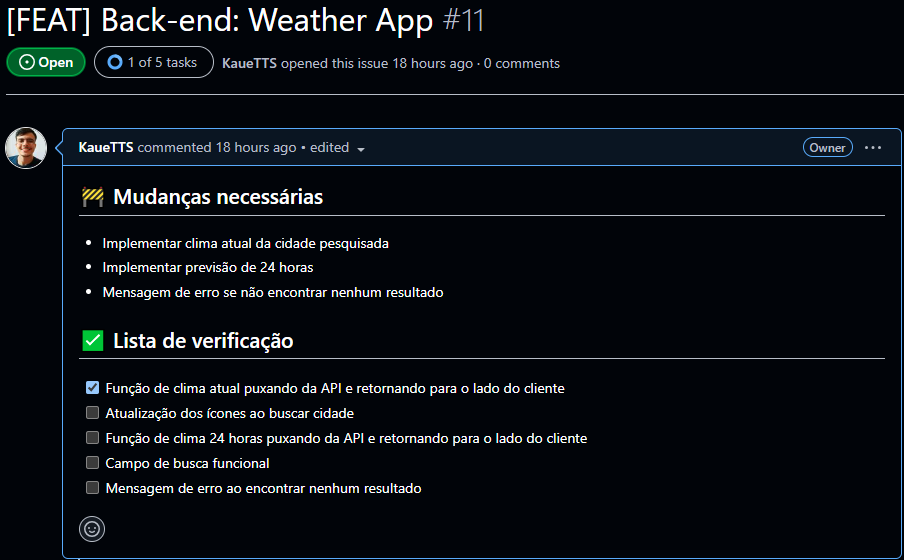 [FEAT] Back-end: Weather App #11
Open 1 of 5 tasks KaueTTS opened this issue 18 hours ago · 0 comments
KaueTTS commented 18 hours ago • edited Owner
Mudanças necessárias
Implementar clima atual da cidade pesquisada
Implementar previsão de 24 horas
Mensagem de erro se não encontrar nenhum resultado
Lista de verificação
Função de clima atual puxando da API e retornando para o lado do cliente
Atualização dos ícones ao buscar cidade
Função de clima 24 horas puxando da API e retornando para o lado do cliente
Campo de busca funcional
Mensagem de erro ao encontrar nenhum resultado